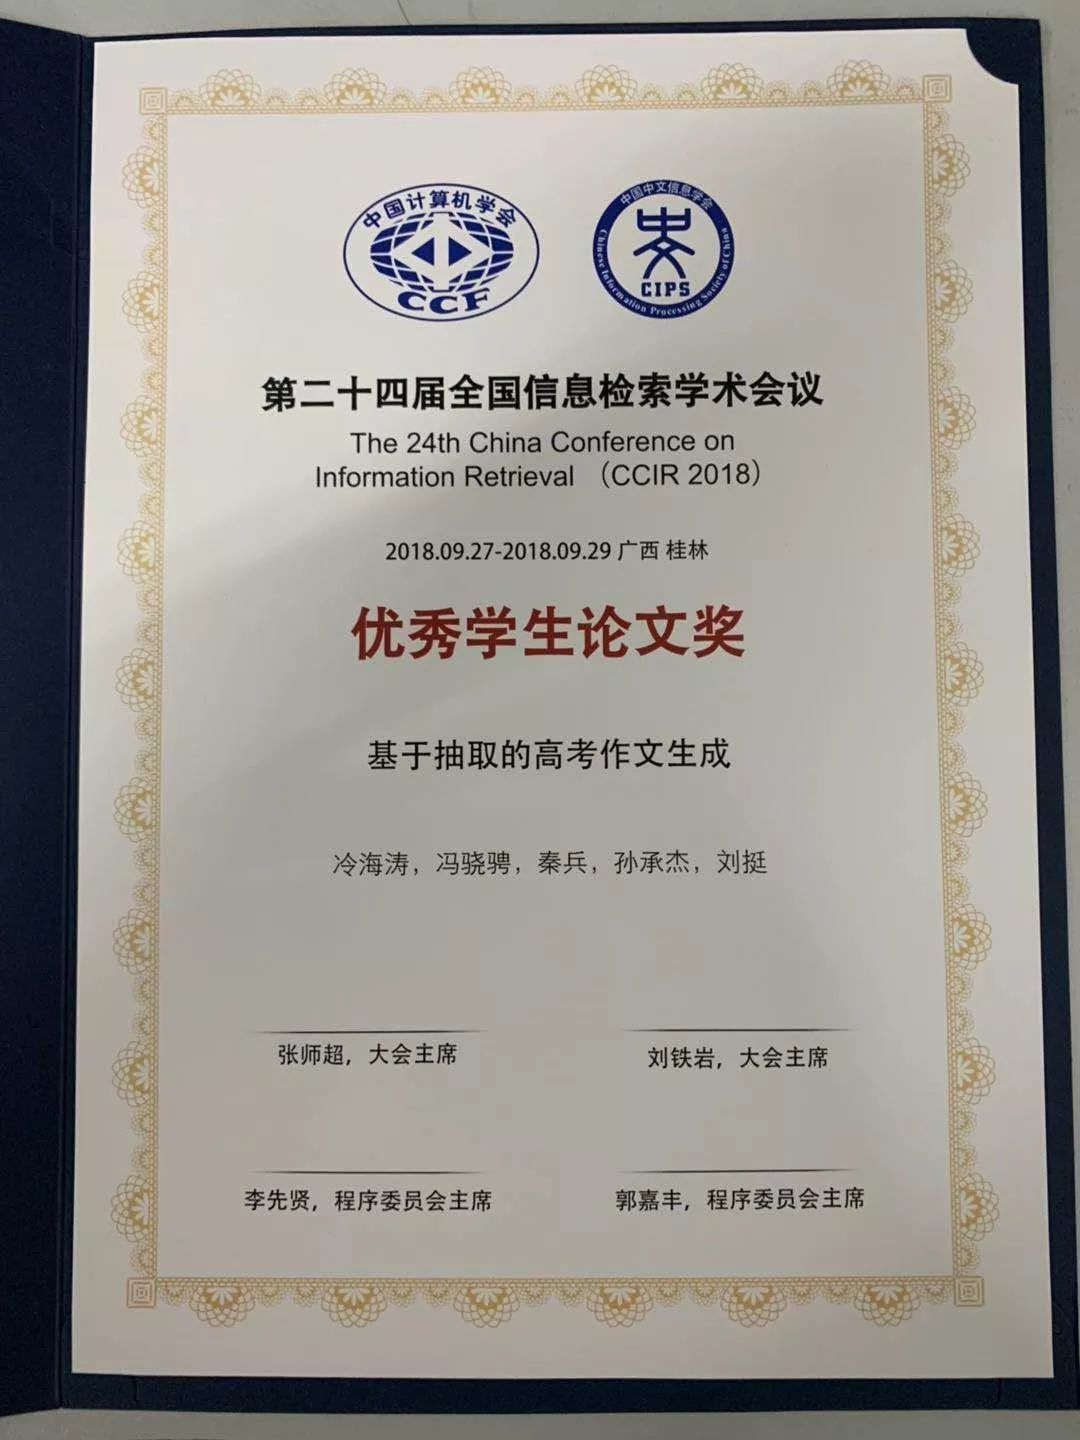 中国计算机学会
CCF
中国中文信息学会
CIPS
Chinese Information Processing Society of China
第二十四届全国信息检索学术会议
The 24th China Conference on
Information Retrieval （CCIR 2018）
2018.09.27-2018.09.29 广西 桂林
优秀学生论文奖
基于抽取的高考作文生成
冷海涛，冯骁骋，秦兵，孙承杰，刘挺
张师超，大会主席
刘铁岩，大会主席
李先贤，程序委员会主席
郭嘉丰，程序委员会主席